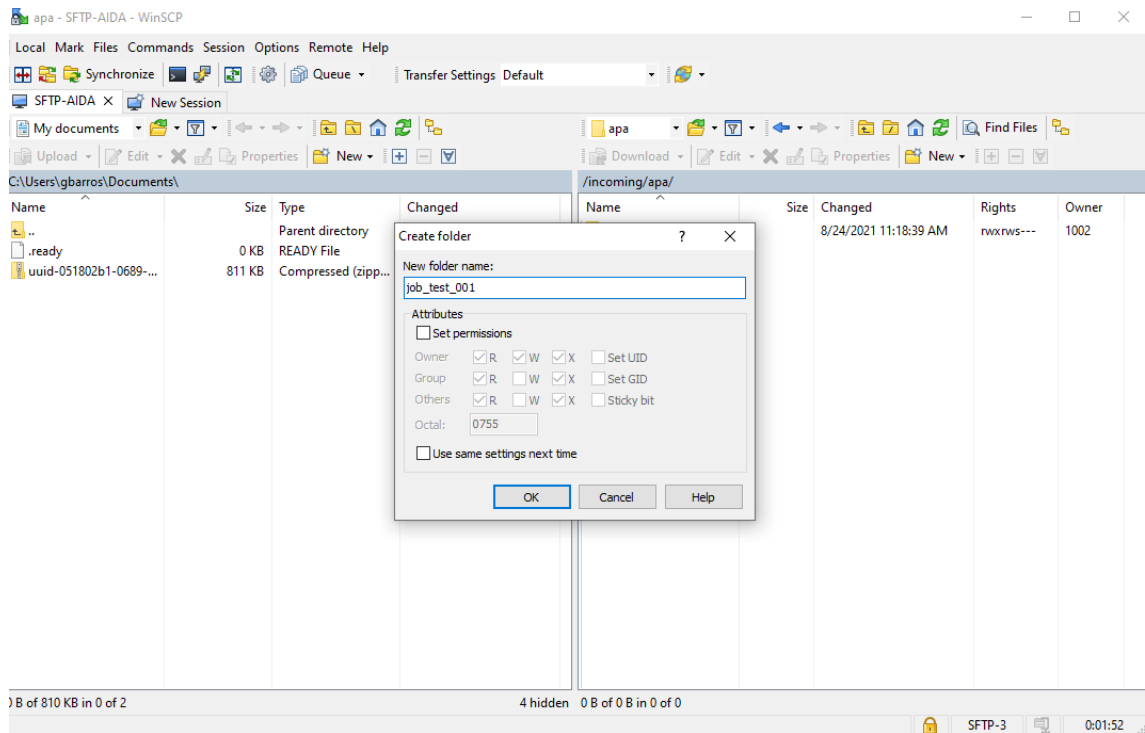 apa - SFTP-AIDA - WinSCP
Local Mark Files Commands Session Options Remote Help
Synchronize Queue Transfer Settings Default
SFTP-AIDA New Session
My documents apa Find Files
Upload Edit Properties New Download Edit Properties New
C:\Users\gbarros\Documents\ /incoming/apa/
Name Size Type Changed Name Size Changed Rights Owner
.. Parent directory 8/24/2021 11:18:39 AM rwxrws--- 1002
.ready 0 KB READY File
uuid-051802b1-0689-... 811 KB Compressed (zipp...
Create folder ?
New folder name:
job_test_001
Attributes
Set permissions
Owner R W X Set UID
Group R W X Set GID
Others R W X Sticky bit
Octal: 0755
Use same settings next time
OK Cancel Help
0 B of 810 KB in 0 of 2 4 hidden 0 B of 0 B in 0 of 0
SFTP-3 0:01:52